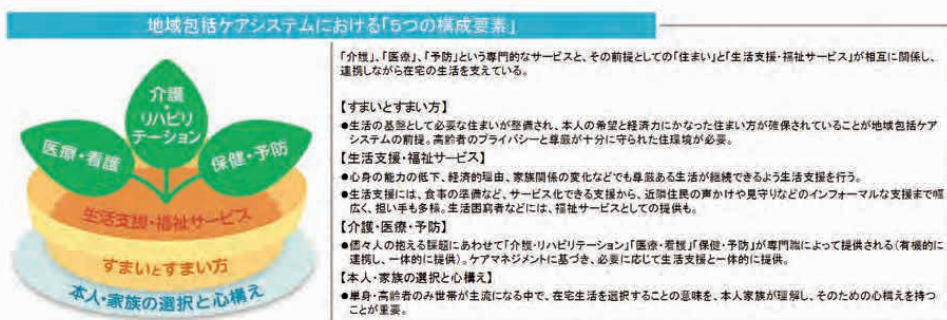 地域包括ケアシステムにおける「5つの構成要素」
介護
・
リハビリ
テーション
医療・看護
保健・予防
生活支援・福祉サービス
すまいとすまい方
本人・家族の選択と心構え
「介護」、「医療」、「予防」という専門的なサービスと、その前提としての「住まい」と「生活支援・福祉サービス」が相互に関係し、
連携しながら在宅の生活を支えている。
【すまいとすまい方】
●生活の基盤として必要な住まいが整備され、本人の希望と経済力にかなった住まい方が確保されていることが地域包括ケア
システムの前提。高齢者のプライバシーと尊厳が十分に守られた住環境が必要。
【生活支援・福祉サービス】
●心身の能力の低下、経済的理由、家族関係の変化などでも尊厳ある生活が継続できるよう生活支援を行う。
●生活支援には、食事の準備など、サービス化できる支援から、近隣住民の声かけや見守りなどのインフォーマルな支援まで幅
広く、担い手も多様。生活困窮者などには、福祉サービスとしての提供も。
【介護・医療・予防】
●個々人の抱える課題にあわせて「介護・リハビリテーション」「医療・看護」「保健・予防」が専門職によって提供される（有機的に
連携し、一体的に提供）。ケアマネジメントに基づき、必要に応じて生活支援と一体的に提供。
【本人・家族の選択と心構え】
●単身・高齢者のみ世帯が主流になる中で、在宅生活を選択することの意味を、本人家族が理解し、そのための心構えを持つ
ことが重要。